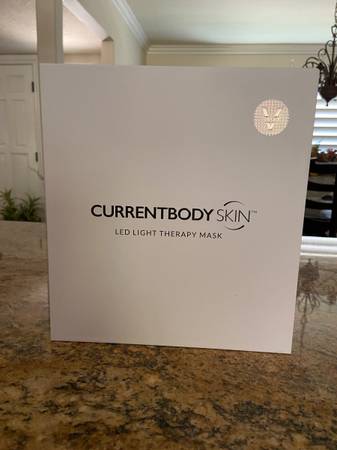 CURRENTBODY SKIN™
LED LIGHT THERAPY MASK